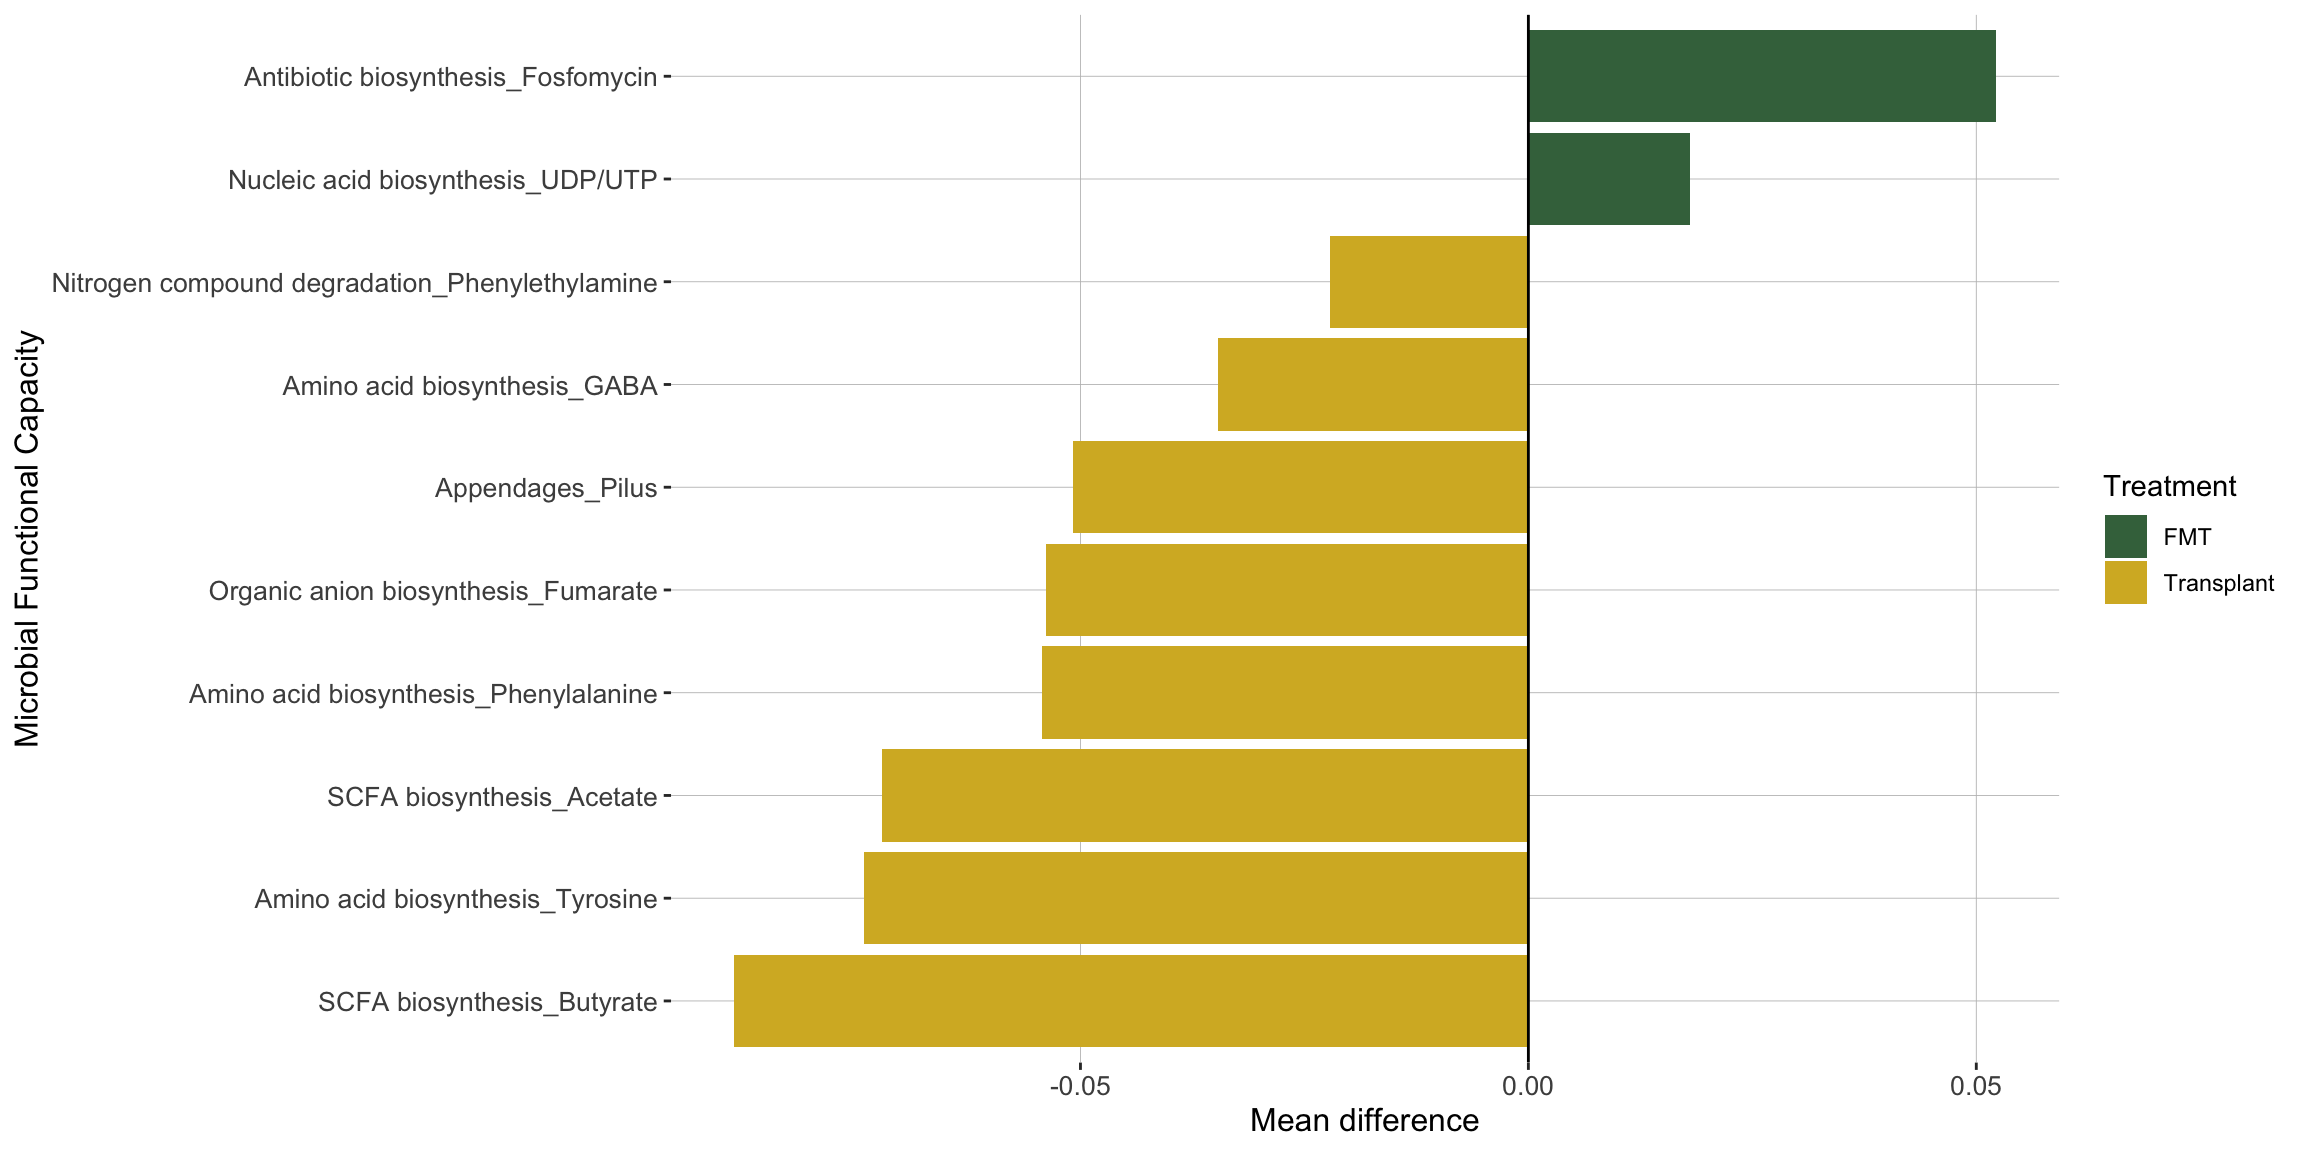 Microbial Functional Capacity
Antibiotic biosynthesis_Fosfomycin
Nucleic acid biosynthesis_UDP/UTP
Nitrogen compound degradation_Phenylethylamine
Amino acid biosynthesis_GABA
Appendages_Pilus
Organic anion biosynthesis_Fumarate
Amino acid biosynthesis_Phenylalanine
SCFA biosynthesis_Acetate
Amino acid biosynthesis_Tyrosine
SCFA biosynthesis_Butyrate
-0.05 0.00 0.05
Mean difference
Treatment
FMT
Transplant